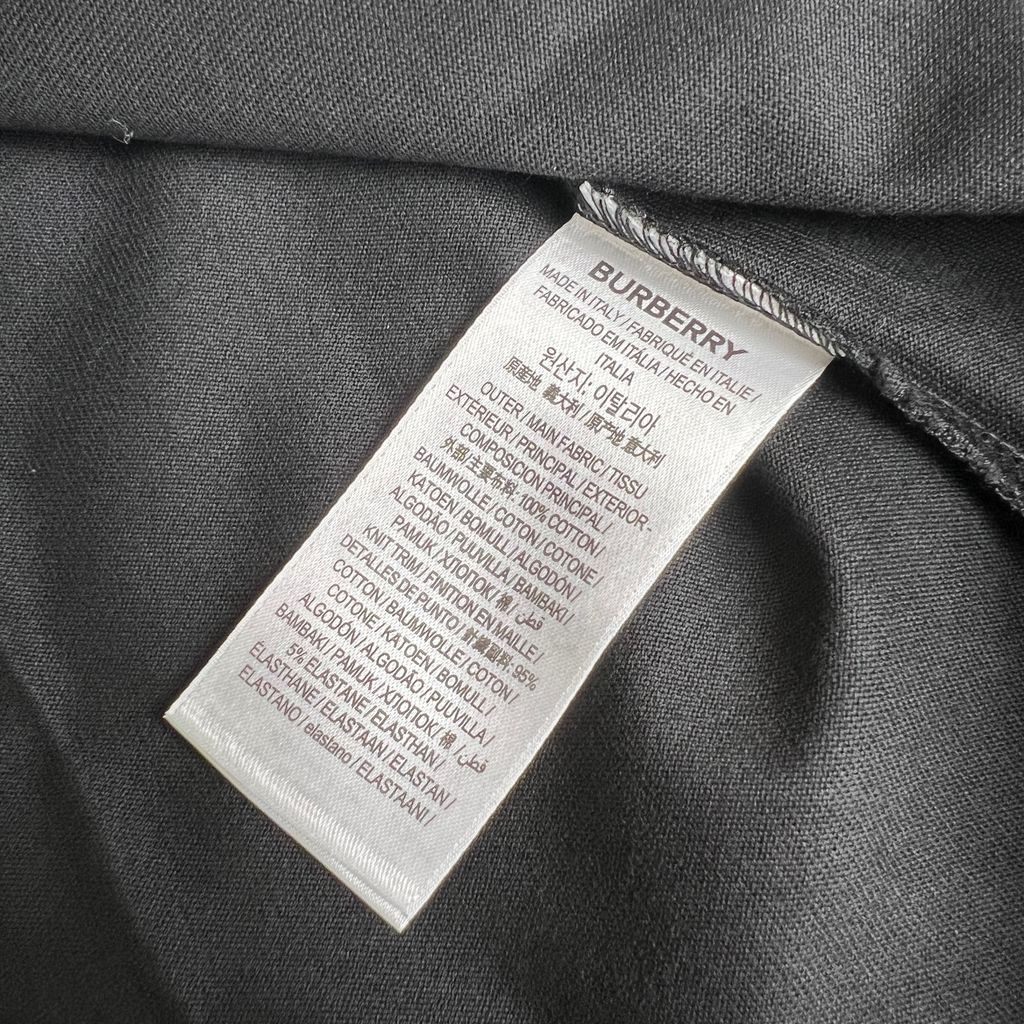 BURBERRY
MADE IN ITALY / FABRIQUÉ EN ITALIE /
FABRICADO EM ITÁLIA / HECHO EN
ITALIA
원산지: 이탈리아
原産地 義大利 / 原产地 意大利
OUTER / MAIN FABRIC / TISSU
EXTERIEUR / PRINCIPAL / EXTERIOR-
COMPOSICION PRINCIPAL /
外部/主要布料: 100% COTTON /
BAUMWOLLE / COTON / COTONE /
KATOEN / BOMULL / ALGODÓN /
ALGODÃO / PUUVILLA / BAMBAKI /
PAMUK / ХЛОПОК / 棉 / قطن
KNIT TRIM / FINITION EN MAILLE /
DETALLES DE PUNTO / 針織副料: 95%
COTTON / BAUMWOLLE / COTON /
COTONE / KATOEN / BOMULL /
ALGODÓN / ALGODÃO / PUUVILLA /
BAMBAKI / PAMUK / ХЛОПОК / 棉 / قطن
5% ELASTANE / ELASTHAN /
ÉLASTHANE / ELASTAAN / ELASTAN /
ELASTANO / elastano / ELASTAANI /